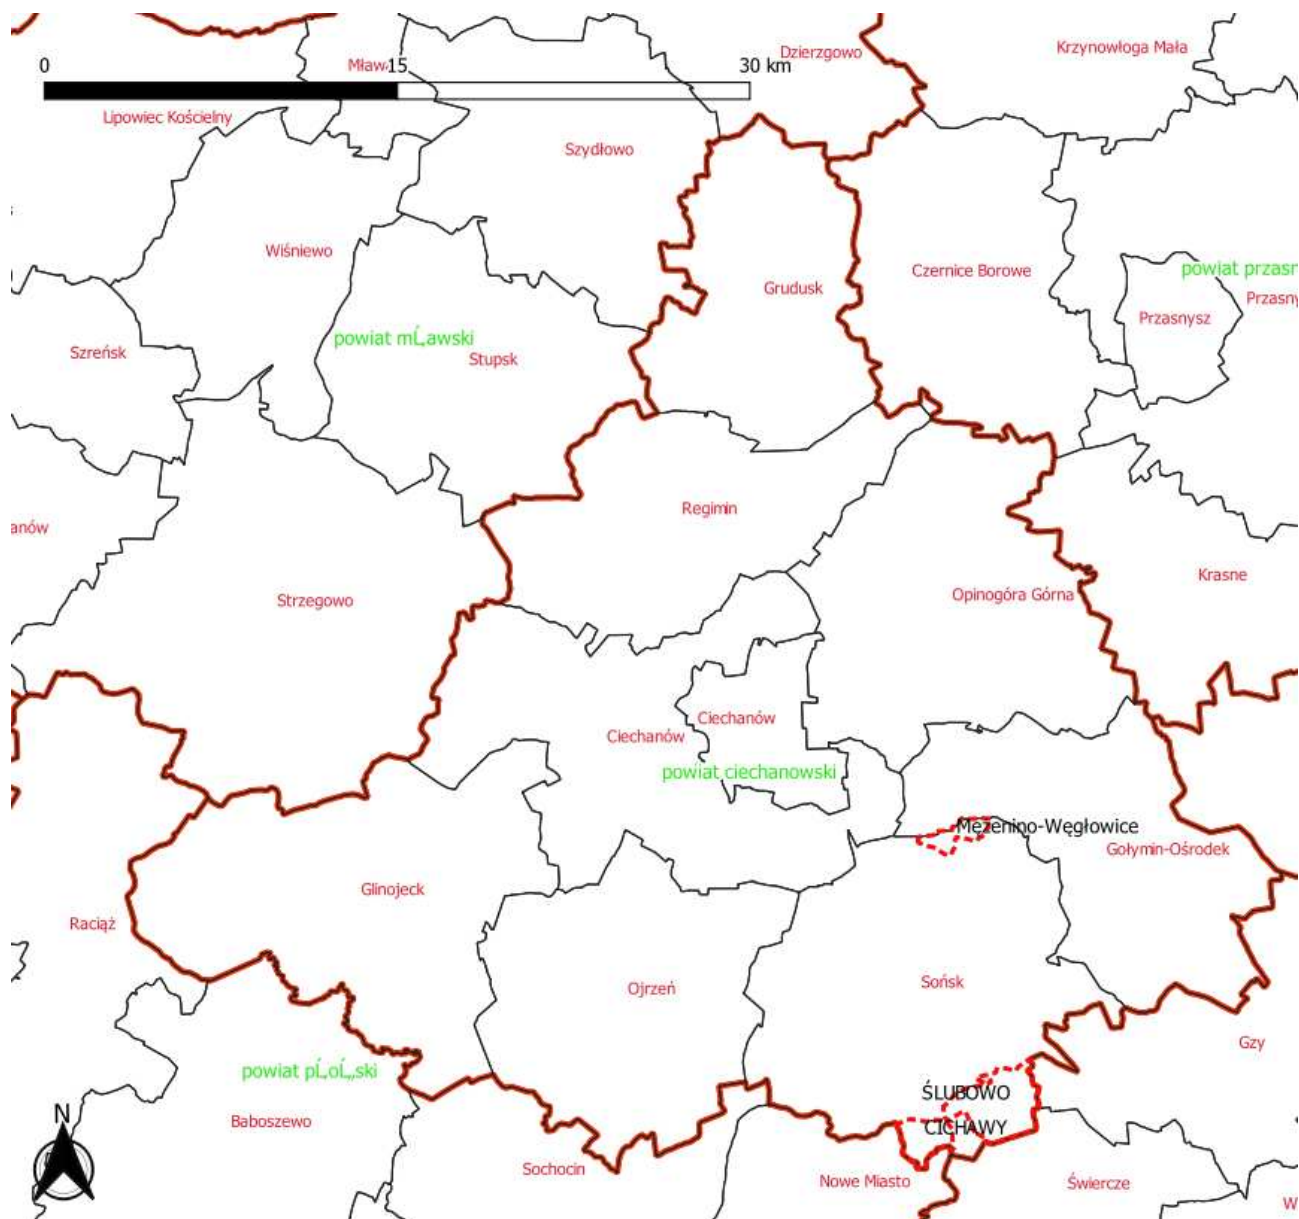 Dzierzgowo
Krzynowłoga Mała
0
Mława
15
30 km
Lipowiec Kościelny
Szydłowo
Wiśniewo
Czernice Borowe
powiat przasn
Grudusk
Przasny
Przasnysz
powiat mĹ‚awski
Szreńsk
Stupsk
Regimin
anów
Krasne
Opinogóra Górna
Strzegowo
Ciechanów
Ciechanów
powiat ciechanowski
Mężenino-Węgłowice
Gołymin-Ośrodek
Glinojeck
Raciąż
Sońsk
Ojrzeń
Gzy
powiat pĹ‚oĹ„ski
ŚLUBOWO
Baboszewo
CICHAWY
N
Sochocin
Nowe Miasto
Świercze
W